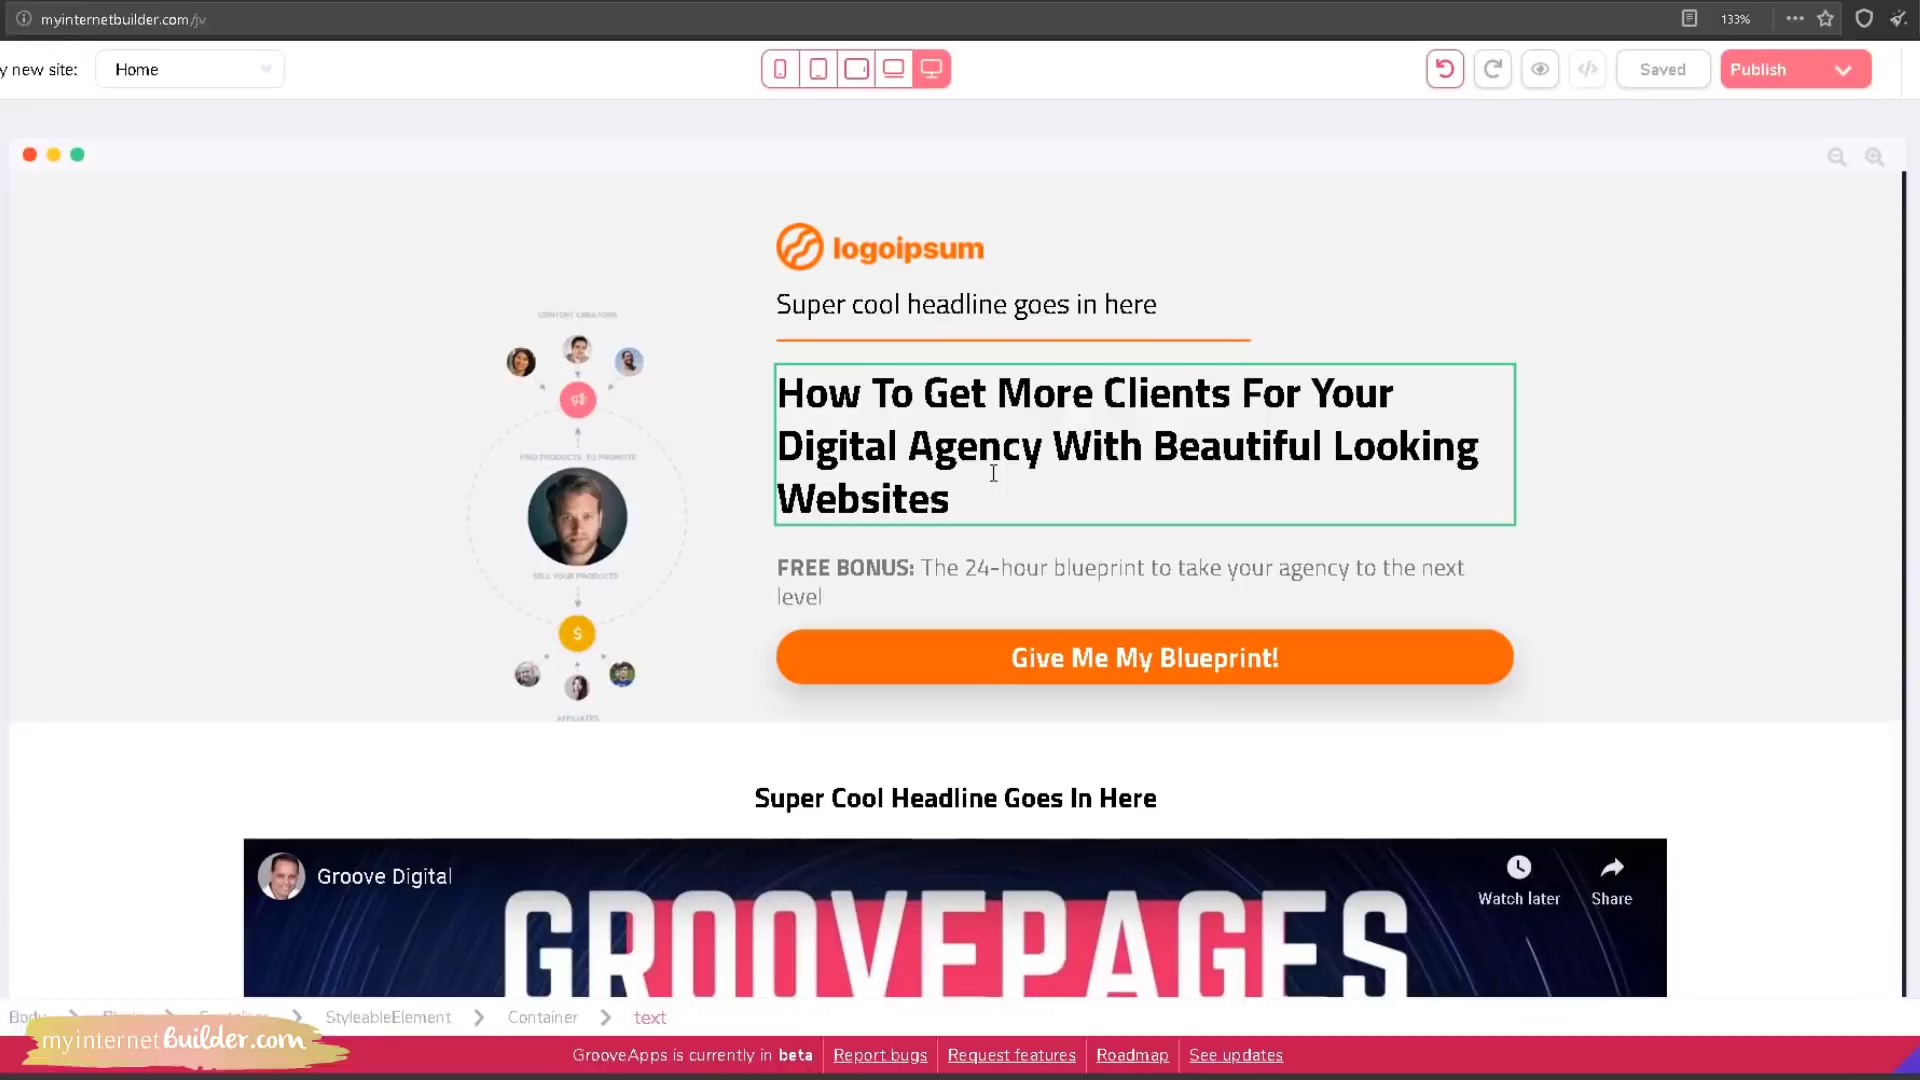 myinternetbuilder.com/jv
133%
y new site:
Home
Saved
Publish
logoipsum
Super cool headline goes in here
CONTENT CREATORS
How To Get More Clients For Your
Digital Agency With Beautiful Looking
Websites
FIND PRODUCTS TO PROMOTE
SELL YOUR PRODUCTS
FREE BONUS: The 24-hour blueprint to take your agency to the next
level
$
Give Me My Blueprint!
AFFILIATES
Super Cool Headline Goes In Here
Groove Digital
Watch later
Share
GROOVEPAGES
Body
StyleableElement
Container
text
myinternetbuilder.com
GrooveApps is currently in beta
Report bugs
Request features
Roadmap
See updates